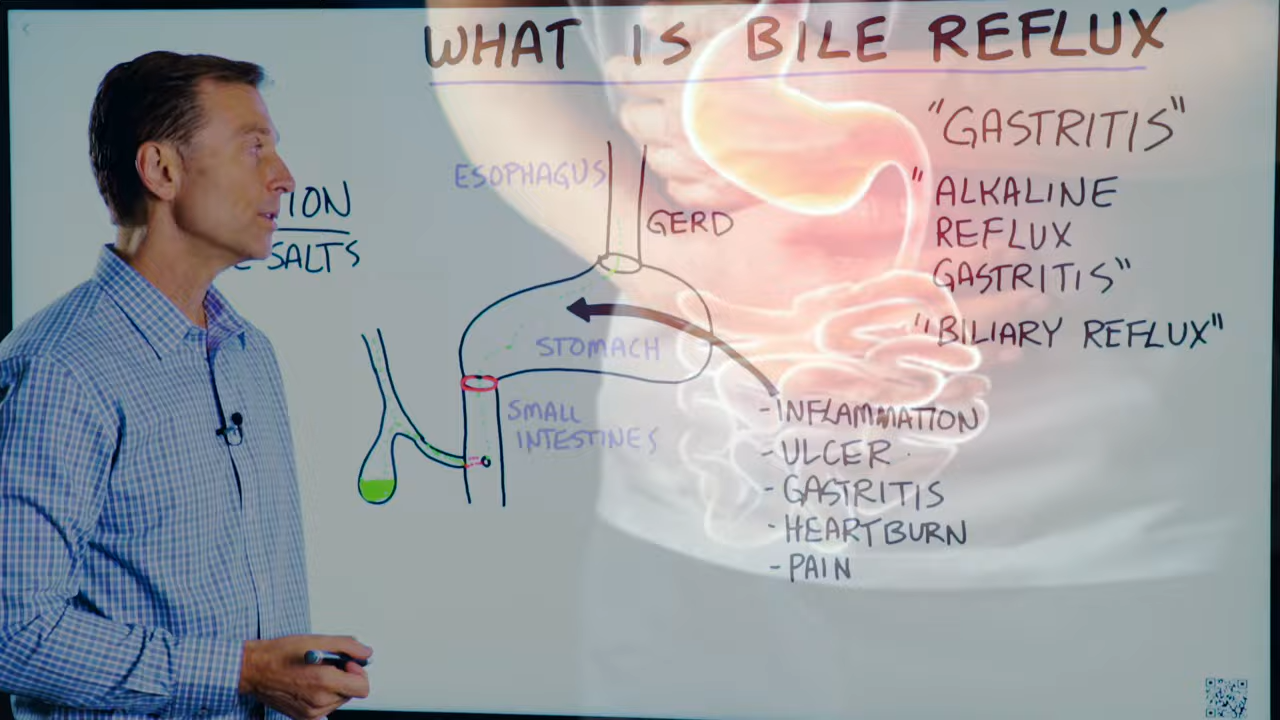 WHAT IS BILE REFLUX
"GASTRITIS"
"ALKALINE
REFLUX
GASTRITIS"
"BILIARY REFLUX"
ESOPHAGUS
GERD
SALTS
STOMACH
SMALL
INTESTINES
-INFLAMMATION
-ULCER
-GASTRITIS
-HEARTBURN
-PAIN